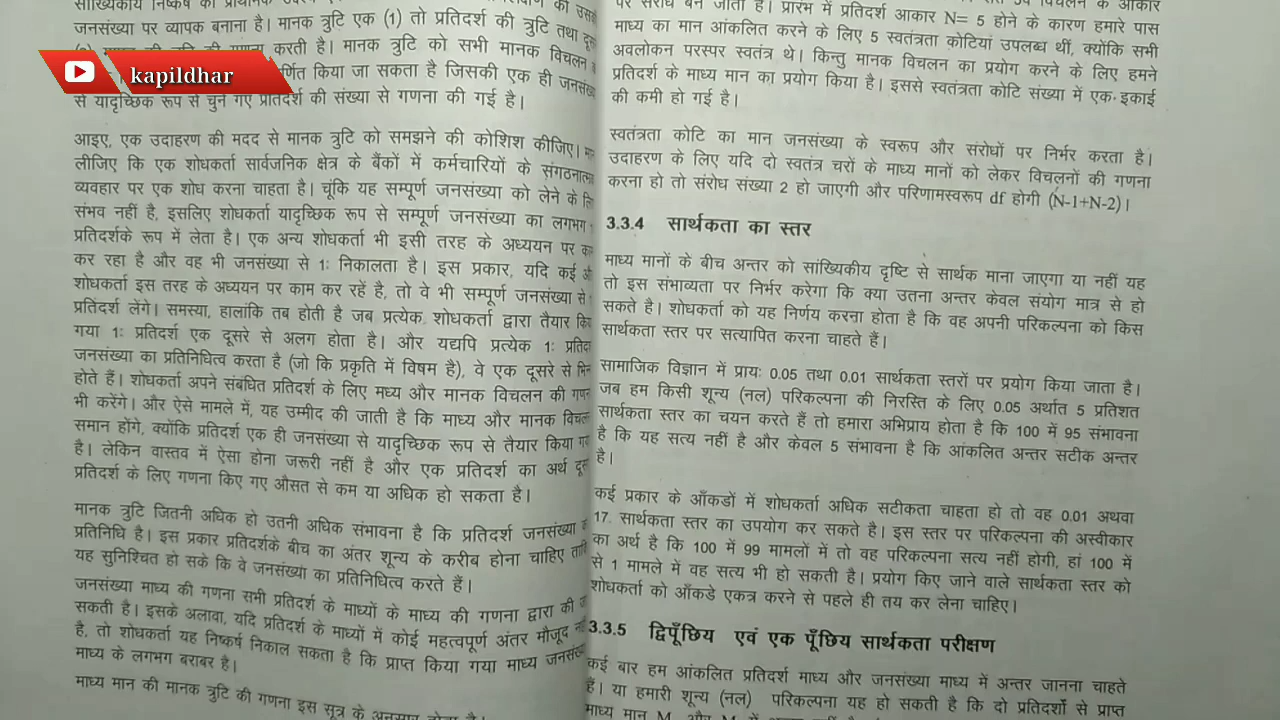 kapildhar
जनसंख्या पर व्यापक बनाना है। मानक त्रुटि एक (1) तो प्रतिदर्श की त्रुटि तथा
करती है। मानक त्रुटि को सभी मानक विचलन
किया जा सकता है जिसकी एक ही जनसंख्या
से यादृच्छिक रूप से चुने गए प्रतिदर्श की संख्या से गणना की गई है।
आइए, एक उदाहरण की मदद से मानक त्रुटि को समझने की कोशिश कीजिए।
लीजिए कि एक शोधकर्ता सार्वजनिक क्षेत्र के बैंकों में कर्मचारियों के
व्यवहार पर एक शोध करना चाहता है। चूंकि यह सम्पूर्ण जनसंख्या को लेने के
संभव नहीं है, इसलिए शोधकर्ता यादृच्छिक रूप से सम्पूर्ण जनसंख्या का लगभग
प्रतिदर्शके रूप में लेता है। एक अन्य शोधकर्ता भी इसी तरह के अध्ययन पर
कर रहा है और वह भी जनसंख्या से 1ः निकालता है। इस प्रकार, यदि कई
शोधकर्ता इस तरह के अध्ययन पर काम कर रहें है, तो वे भी सम्पूर्ण जनसंख्या से
प्रतिदर्श लेंगे। समस्या, हालांकि तब होती है जब प्रत्येक शोधकर्ता द्वारा तैयार
गया 1ः प्रतिदर्श एक दूसरे से अलग होता है। और यद्यपि प्रत्येक 1ः
जनसंख्या का प्रतिनिधित्व करता है (जो कि प्रकृति में विषम है), वे एक दूसरे से
होते हैं। शोधकर्ता अपने संबंधित प्रतिदर्श के लिए मध्य और मानक विचलन की
भी करेंगे। और ऐसे मामले में, यह उम्मीद की जाती है कि माध्य और मानक
समान होंगे, क्योंकि प्रतिदर्श एक ही जनसंख्या से यादृच्छिक रूप से तैयार किया
है। लेकिन वास्तव में ऐसा होना जरूरी नहीं है और एक प्रतिदर्श का अर्थ
प्रतिदर्श के लिए गणना किए गए औसत से कम या अधिक हो सकता है।
मानक त्रुटि जितनी अधिक हो उतनी अधिक संभावना है कि प्रतिदर्श जनसंख्या
प्रतिनिधि है। इस प्रकार प्रतिदर्शके बीच का अंतर शून्य के करीब होना चाहिए
यह सुनिश्चित हो सके कि वे जनसंख्या का प्रतिनिधित्व करते हैं।
जनसंख्या माध्य की गणना सभी प्रतिदर्श के माध्यों के माध्य की गणना द्वारा की
सकती है। इसके अलावा, यदि प्रतिदर्श के माध्यों में कोई महत्वपूर्ण अंतर मौजूद
है, तो शोधकर्ता यह निष्कर्ष निकाल सकता है कि प्राप्त किया गया माध्य
माध्य के लगभग बराबर है।
माध्य मान की मानक त्रुटि की गणना इस सूत्र के अनुसार
पर संरोध बन जाता है। प्रारंभ में प्रतिदर्श आकार N= 5 होने के कारण हमारे पास
माध्य का मान आंकलित करने के लिए 5 स्वतंत्रता कोटियां उपलब्ध थीं, क्योंकि सभी
अवलोकन परस्पर स्वतंत्र थे। किन्तु मानक विचलन का प्रयोग करने के लिए हमने
प्रतिदर्श के माध्य मान का प्रयोग किया है। इससे स्वतंत्रता कोटि संख्या में एक इकाई
की कमी हो गई है।
स्वतंत्रता कोटि का मान जनसंख्या के स्वरूप और संरोधों पर निर्भर करता है।
उदाहरण के लिए यदि दो स्वतंत्र चरों के माध्य मानों को लेकर विचलनों की गणना
करना हो तो संरोध संख्या 2 हो जाएगी और परिणामस्वरूप df होगी (N-1+N-2)।
3.3.4 सार्थकता का स्तर
माध्य मानों के बीच अन्तर को सांख्यिकीय दृष्टि से सार्थक माना जाएगा या नहीं यह
तो इस संभाव्यता पर निर्भर करेगा कि क्या उतना अन्तर केवल संयोग मात्र से हो
सकते है। शोधकर्ता को यह निर्णय करना होता है कि वह अपनी परिकल्पना को किस
सार्थकता स्तर पर सत्यापित करना चाहते हैं।
सामाजिक विज्ञान में प्रायः 0.05 तथा 0.01 सार्थकता स्तरों पर प्रयोग किया जाता है।
जब हम किसी शून्य (नल) परिकल्पना की निरस्ति के लिए 0.05 अर्थात 5 प्रतिशत
सार्थकता स्तर का चयन करते हैं तो हमारा अभिप्राय होता है कि 100 में 95 संभावना
है कि यह सत्य नहीं है और केवल 5 संभावना है कि आंकलित अन्तर सटीक अन्तर
है।
कई प्रकार के आँकडों में शोधकर्ता अधिक सटीकता चाहता हो तो वह 0.01 अथवा
17. सार्थकता स्तर का उपयोग कर सकते है। इस स्तर पर परिकल्पना की अस्वीकार
का अर्थ है कि 100 में 99 मामलों में तो वह परिकल्पना सत्य नहीं होगी, हां 100 में
से 1 मामले में वह सत्य भी हो सकती है। प्रयोग किए जाने वाले सार्थकता स्तर को
शोधकर्ता को आँकडे एकत्र करने से पहले ही तय कर लेना चाहिए।
3.3.5 द्विपूँछिय एवं एक पूँछिय सार्थकता परीक्षण
कई बार हम आंकलित प्रतिदर्श माध्य और जनसंख्या माध्य में अन्तर जानना चाहते
हैं। या हमारी शून्य (नल) परिकल्पना यह हो सकती है कि दो प्रतिदर्शों से प्राप्त
माध्य मान